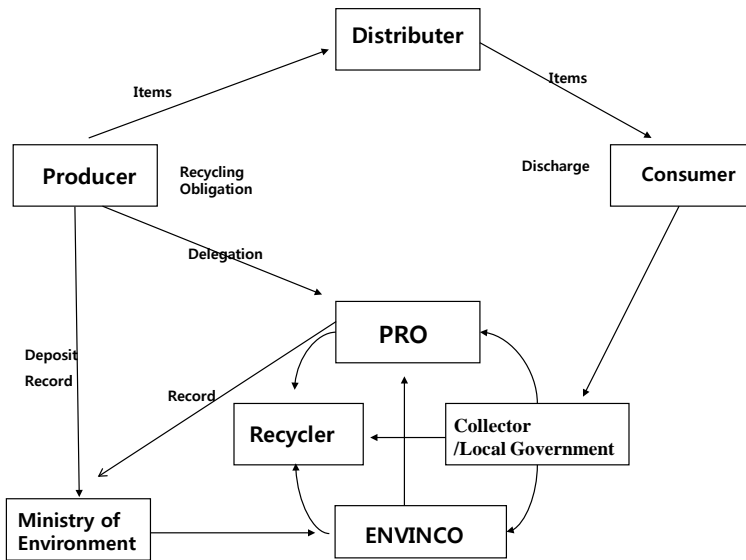 Distributer
Items
Items
Producer
Recycling
Obligation
Discharge
Consumer
Delegation
PRO
Deposit
Record
Record
Recycler
Collector
/Local Government
Ministry of
Environment
ENVINCO